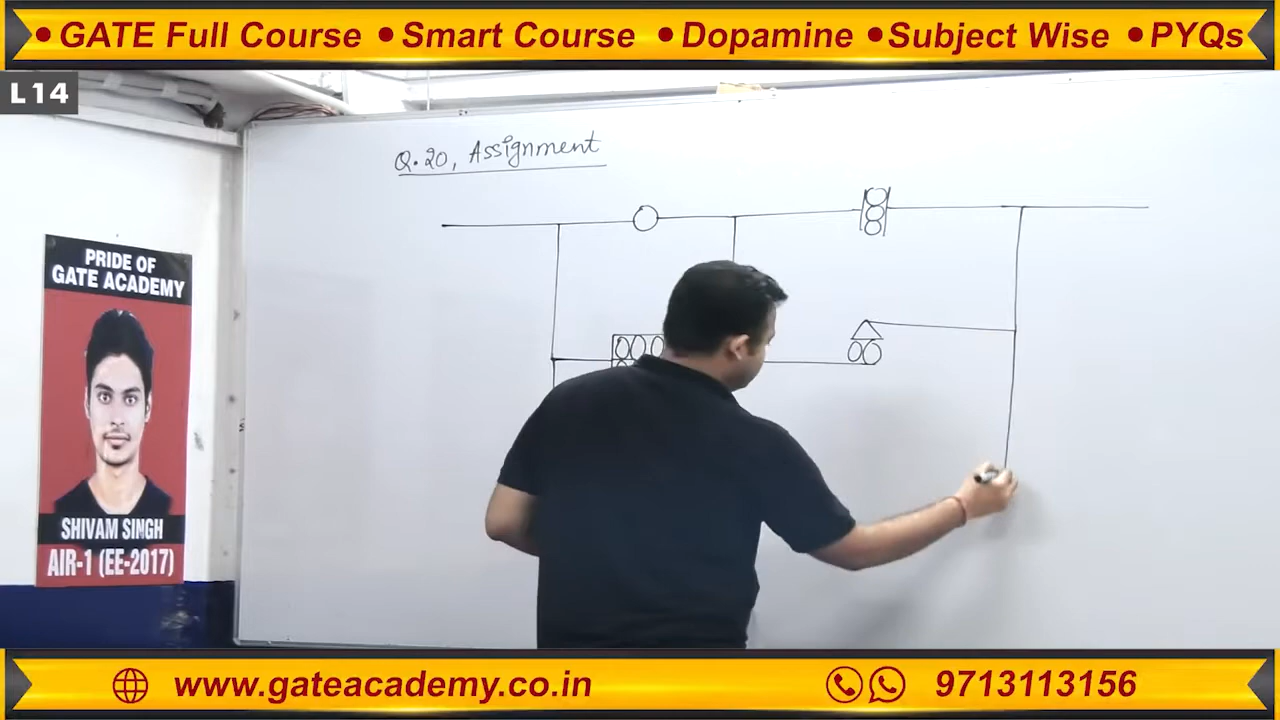 •GATE Full Course •Smart Course •Dopamine •Subject Wise •PYQs
L14
Q.20, Assignment
PRIDE OF
GATE ACADEMY
SHIVAM SINGH
AIR-1 (EE-2017)
www.gateacademy.co.in
9713113156